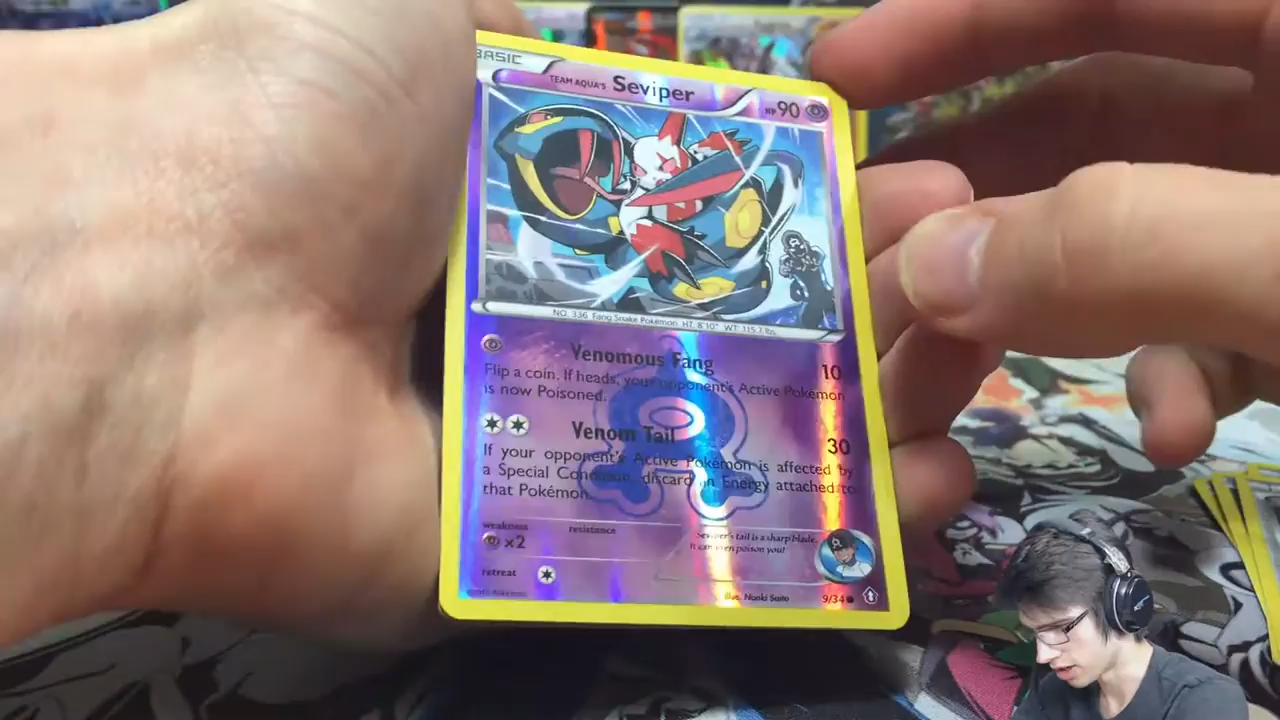 BASIC
TEAM AQUA'S Seviper HP 90
NO. 336 Fang Snake Pokémon HT: 8'10" WT: 115.7 lbs.
Venomous Fang 10
Flip a coin. If heads, your opponent's Active Pokémon
is now Poisoned.
Venom Tail 30
If your opponent's Active Pokémon is affected by
a Special Condition, discard an Energy attached to
that Pokémon.
weakness resistance
x2
Seviper's tail is a sharp blade.
It can even poison you!
retreat
illus. Naoki Saito 9/34